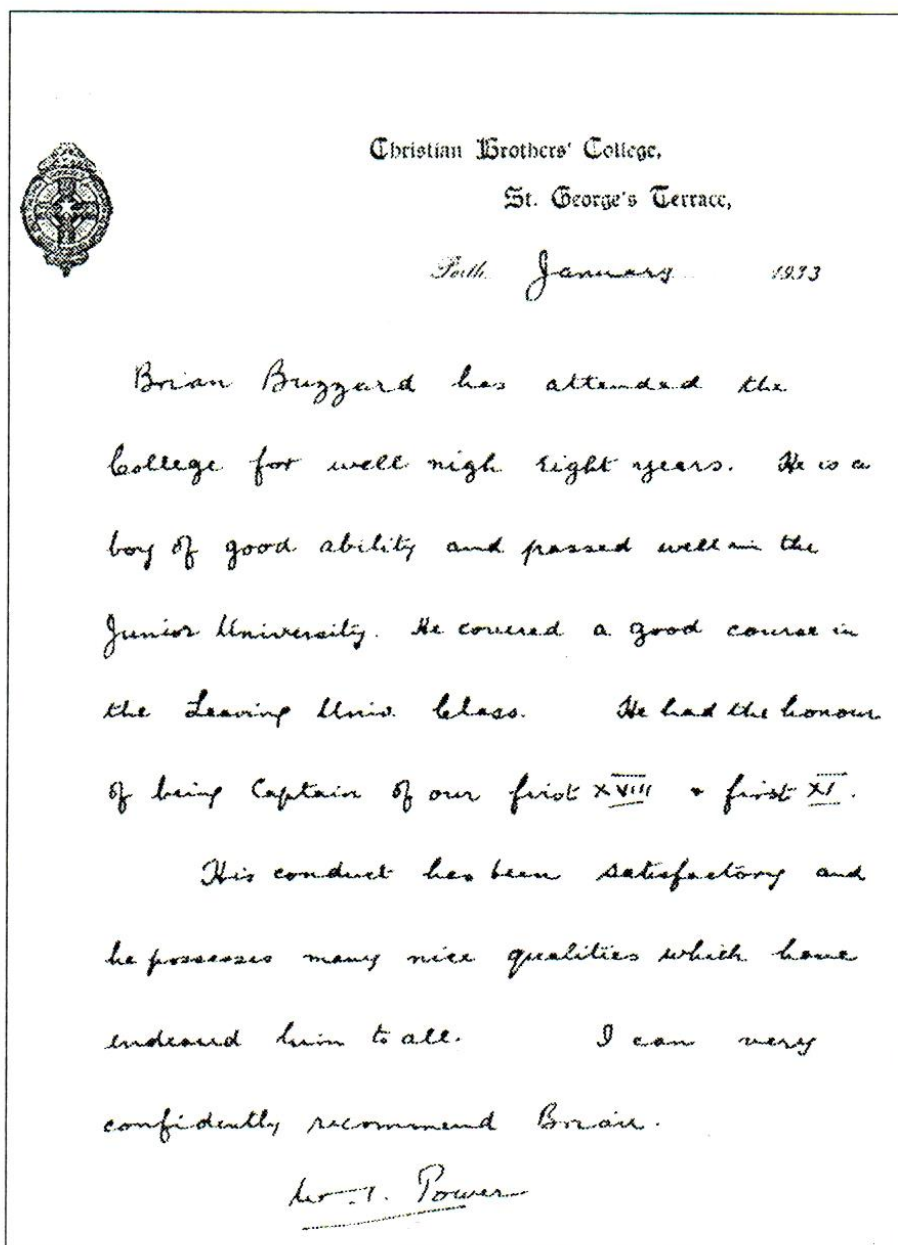 Christian Brothers' College,
St. George's Terrace,
Perth January 1933
Brian Buzzard has attended the
College for well nigh eight years. He is a
boy of good ability and passed well in the
Junior University. He covered a good course in
the Leaving Univ. Class. He had the honour
of being Captain of our first XVIII & first XI.
His conduct has been satisfactory and
he possesses many nice qualities which have
endeared him to all. I can very
confidently recommend Brian.
Power